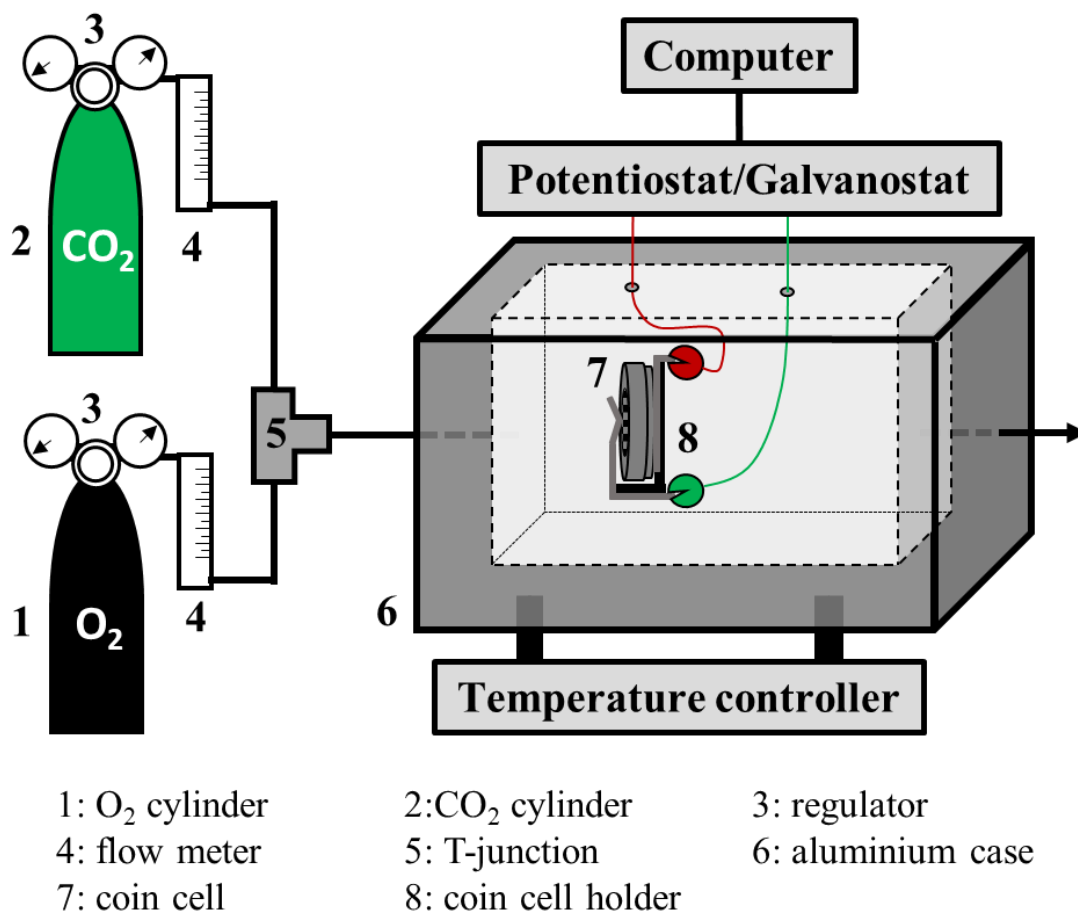 3
Computer
Potentiostat/Galvanostat
2
CO₂
4
7
5
8
3
1
O₂
4
6
Temperature controller
1: O₂ cylinder 2:CO₂ cylinder 3: regulator
4: flow meter 5: T-junction 6: aluminium case
7: coin cell 8: coin cell holder